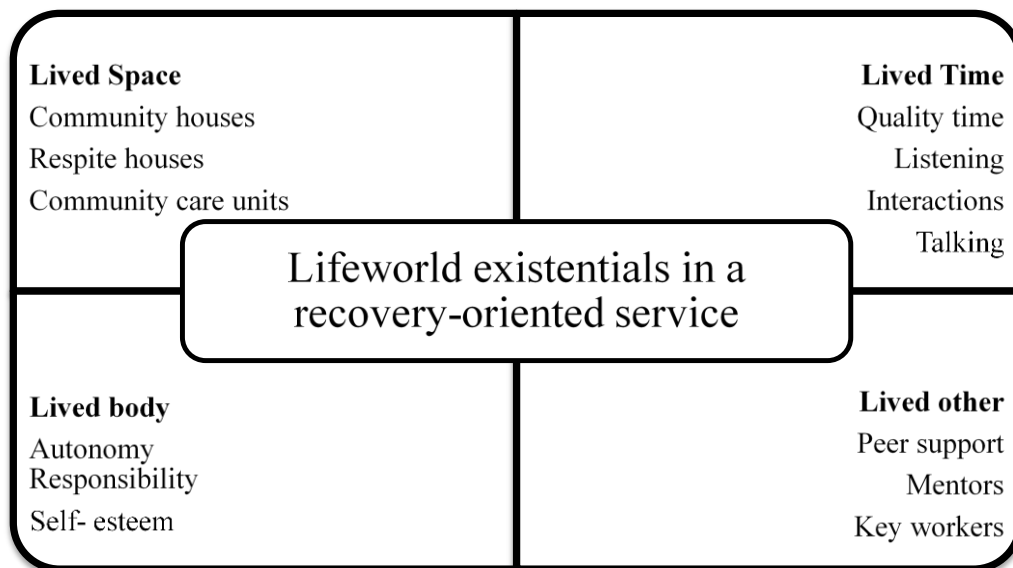 Lived Space
Community houses
Respite houses
Community care units
Lived Time
Quality time
Listening
Interactions
Talking
Lifeworld existentials in a
recovery-oriented service
Lived body
Autonomy
Responsibility
Self- esteem
Lived other
Peer support
Mentors
Key workers